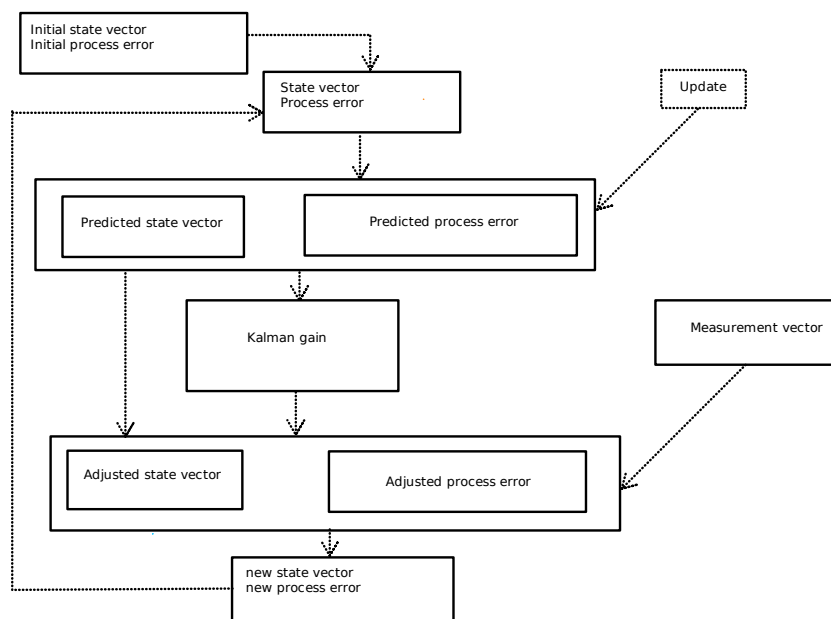 Initial state vector
Initial process error
State vector
Process error
Update
Predicted state vector
Predicted process error
Kalman gain
Measurement vector
Adjusted state vector
Adjusted process error
new state vector
new process error